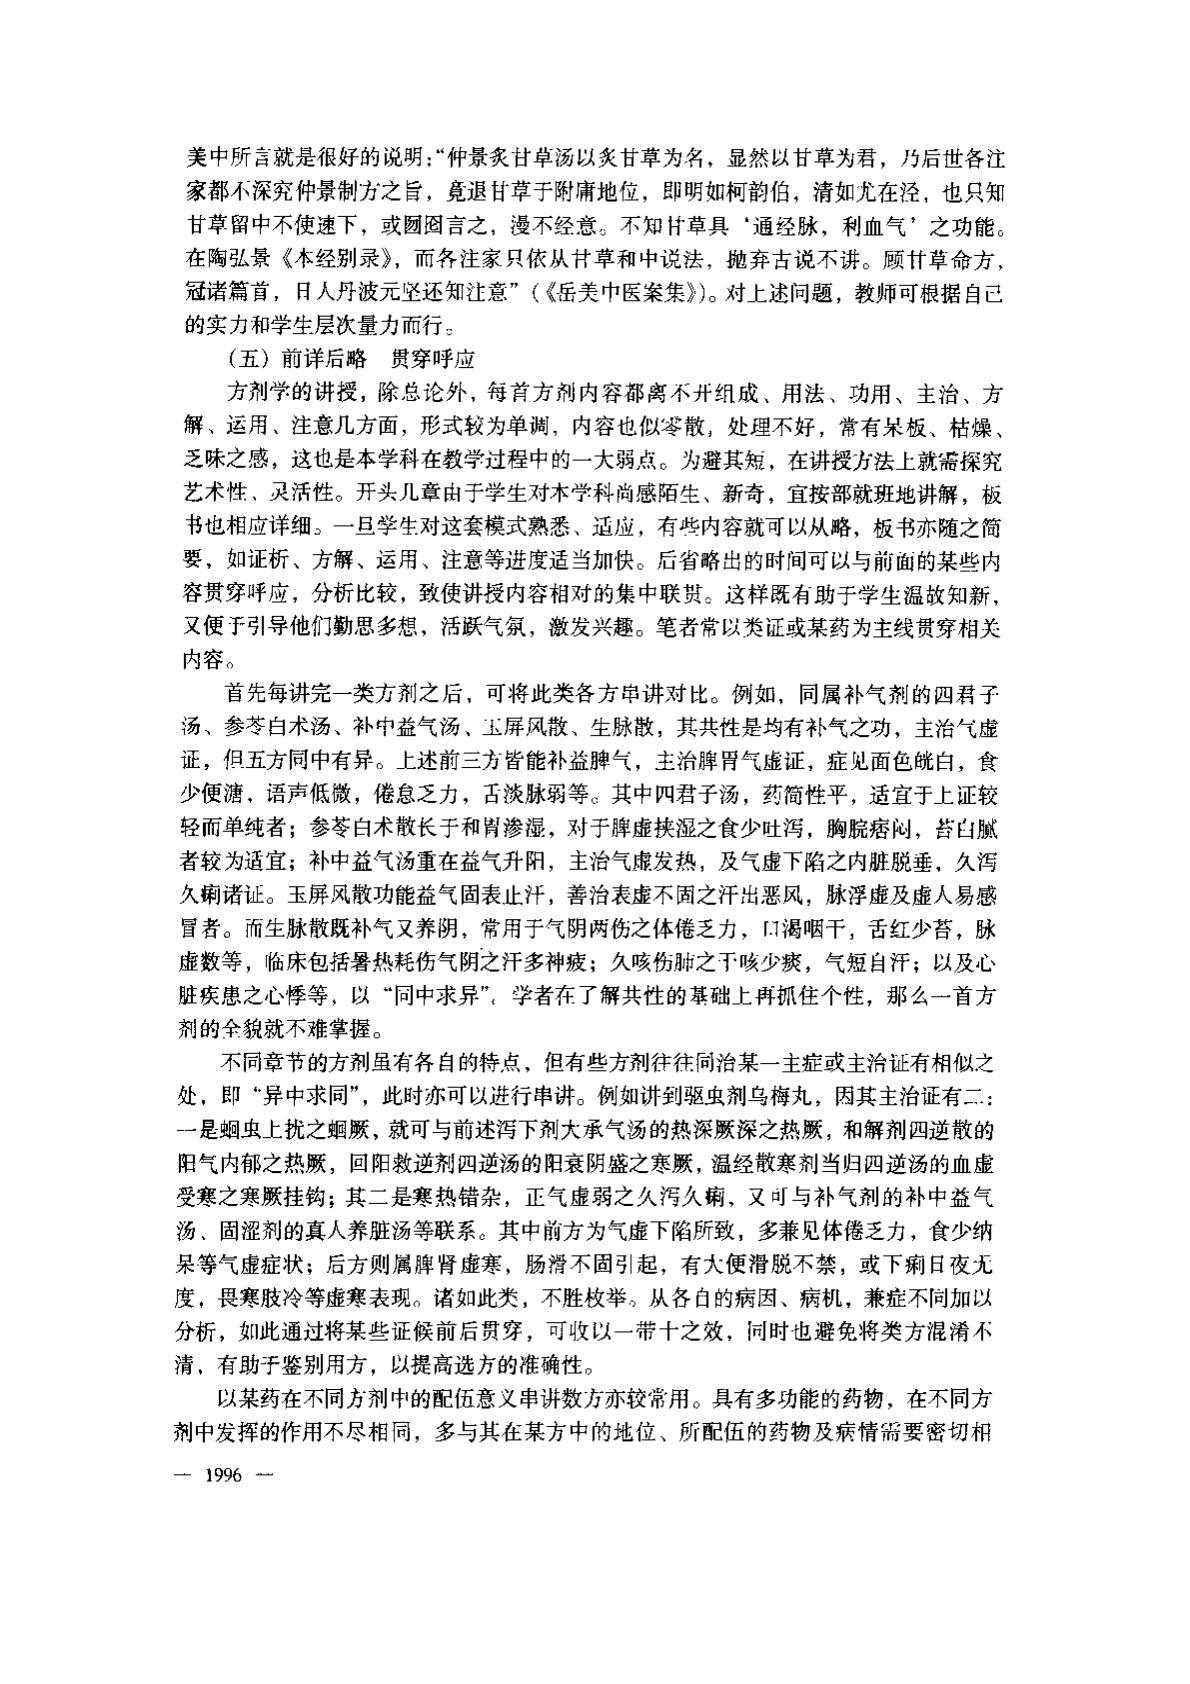 美中所言就是很好的说明：“仲景炙甘草汤以炙甘草为名，显然以甘草为君，乃后世各注
家都不深究仲景制方之旨，竟退甘草于附庸地位，即明如柯韵伯，清如尤在泾，也只知
甘草留中不使速下，或囫囵言之，漫不经意。不知甘草具‘通经脉，利血气’之功能。
在陶弘景《本经别录》，而各注家只依从甘草和中说法，抛弃古说不讲。顾甘草命方，
冠诸篇首，日人丹波元坚还知注意”（《岳美中医案集》）。对上述问题，教师可根据自己
的实力和学生层次量力而行。
（五）前详后略　贯穿呼应
方剂学的讲授，除总论外，每首方剂内容都离不开组成、用法、功用、主治、方
解、运用、注意几方面，形式较为单调，内容也似零散，处理不好，常有呆板、枯燥、
乏味之感，这也是本学科在教学过程中的一大弱点。为避其短，在讲授方法上就需探究
艺术性、灵活性。开头几章由于学生对本学科尚感陌生、新奇，宜按部就班地讲解，板
书也相应详细。一旦学生对这套模式熟悉、适应，有些内容就可以从略，板书亦随之简
要，如证析、方解、运用、注意等进度适当加快。后省略出的时间可以与前面的某些内
容贯穿呼应，分析比较，致使讲授内容相对的集中联贯。这样既有助于学生温故知新，
又便于引导他们勤思多想，活跃气氛，激发兴趣。笔者常以类证或某药为主线贯穿相关
内容。
首先每讲完一类方剂之后，可将此类各方串讲对比。例如，同属补气剂的四君子
汤、参苓白术汤、补中益气汤、玉屏风散、生脉散，其共性是均有补气之功，主治气虚
证，但五方同中有异。上述前三方皆能补益脾气，主治脾胃气虚证，症见面色㿠白，食
少便溏，语声低微，倦怠乏力，舌淡脉弱等。其中四君子汤，药简性平，适宜于上证较
轻而单纯者；参苓白术散长于和胃渗湿，对于脾虚挟湿之食少吐泻，胸脘痞闷，苔白腻
者较为适宜；补中益气汤重在益气升阳，主治气虚发热，及气虚下陷之内脏脱垂，久泻
久痢诸证。玉屏风散功能益气固表止汗，善治表虚不固之汗出恶风，脉浮虚及虚人易感
冒者。而生脉散既补气又养阴，常用于气阴两伤之体倦乏力，口渴咽干，舌红少苔，脉
虚数等，临床包括暑热耗伤气阴之汗多神疲；久咳伤肺之干咳少痰，气短自汗；以及心
脏疾患之心悸等，以“同中求异”。学者在了解共性的基础上再抓住个性，那么一首方
剂的全貌就不难掌握。
不同章节的方剂虽有各自的特点，但有些方剂往往同治某一主症或主治证有相似之
处，即“异中求同”，此时亦可以进行串讲。例如讲到驱虫剂乌梅丸，因其主治证有二：
一是蛔虫上扰之蛔厥，就可与前述泻下剂大承气汤的热深厥深之热厥，和解剂四逆散的
阳气内郁之热厥，回阳救逆剂四逆汤的阳衰阴盛之寒厥，温经散寒剂当归四逆汤的血虚
受寒之寒厥挂钩；其二是寒热错杂，正气虚弱之久泻久痢，又可与补气剂的补中益气
汤、固涩剂的真人养脏汤等联系。其中前方为气虚下陷所致，多兼见体倦乏力，食少纳
呆等气虚症状；后方则属脾肾虚寒，肠滑不固引起，有大便滑脱不禁，或下痢日夜无
度，畏寒肢冷等虚寒表现。诸如此类，不胜枚举。从各自的病因、病机，兼症不同加以
分析，如此通过将某些证候前后贯穿，可收以一带十之效，同时也避免将类方混淆不
清，有助于鉴别用方，以提高选方的准确性。
以某药在不同方剂中的配伍意义串讲数方亦较常用。具有多功能的药物，在不同方
剂中发挥的作用不尽相同，多与其在某方中的地位、所配伍的药物及病情需要密切相
— 1996 —